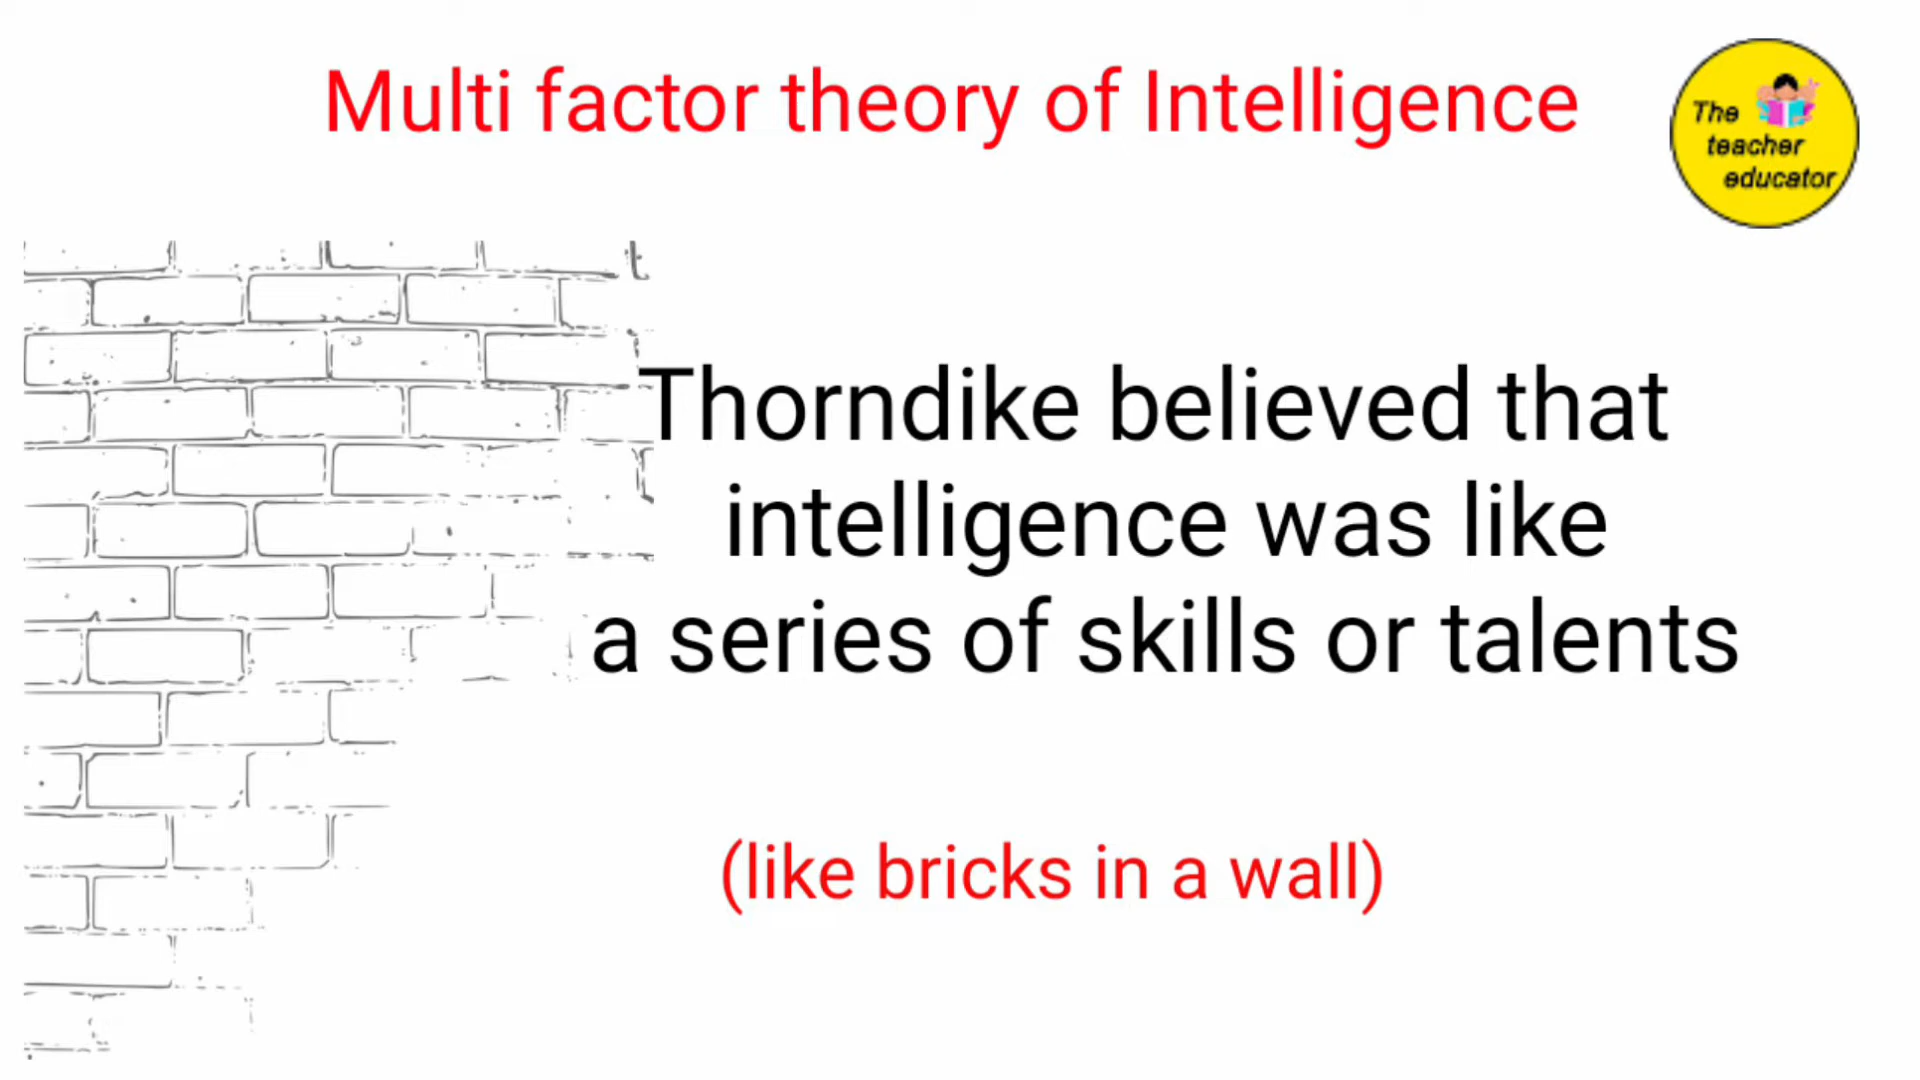 Multi factor theory of Intelligence
The
teacher
educator
Thorndike believed that
intelligence was like
a series of skills or talents
(like bricks in a wall)